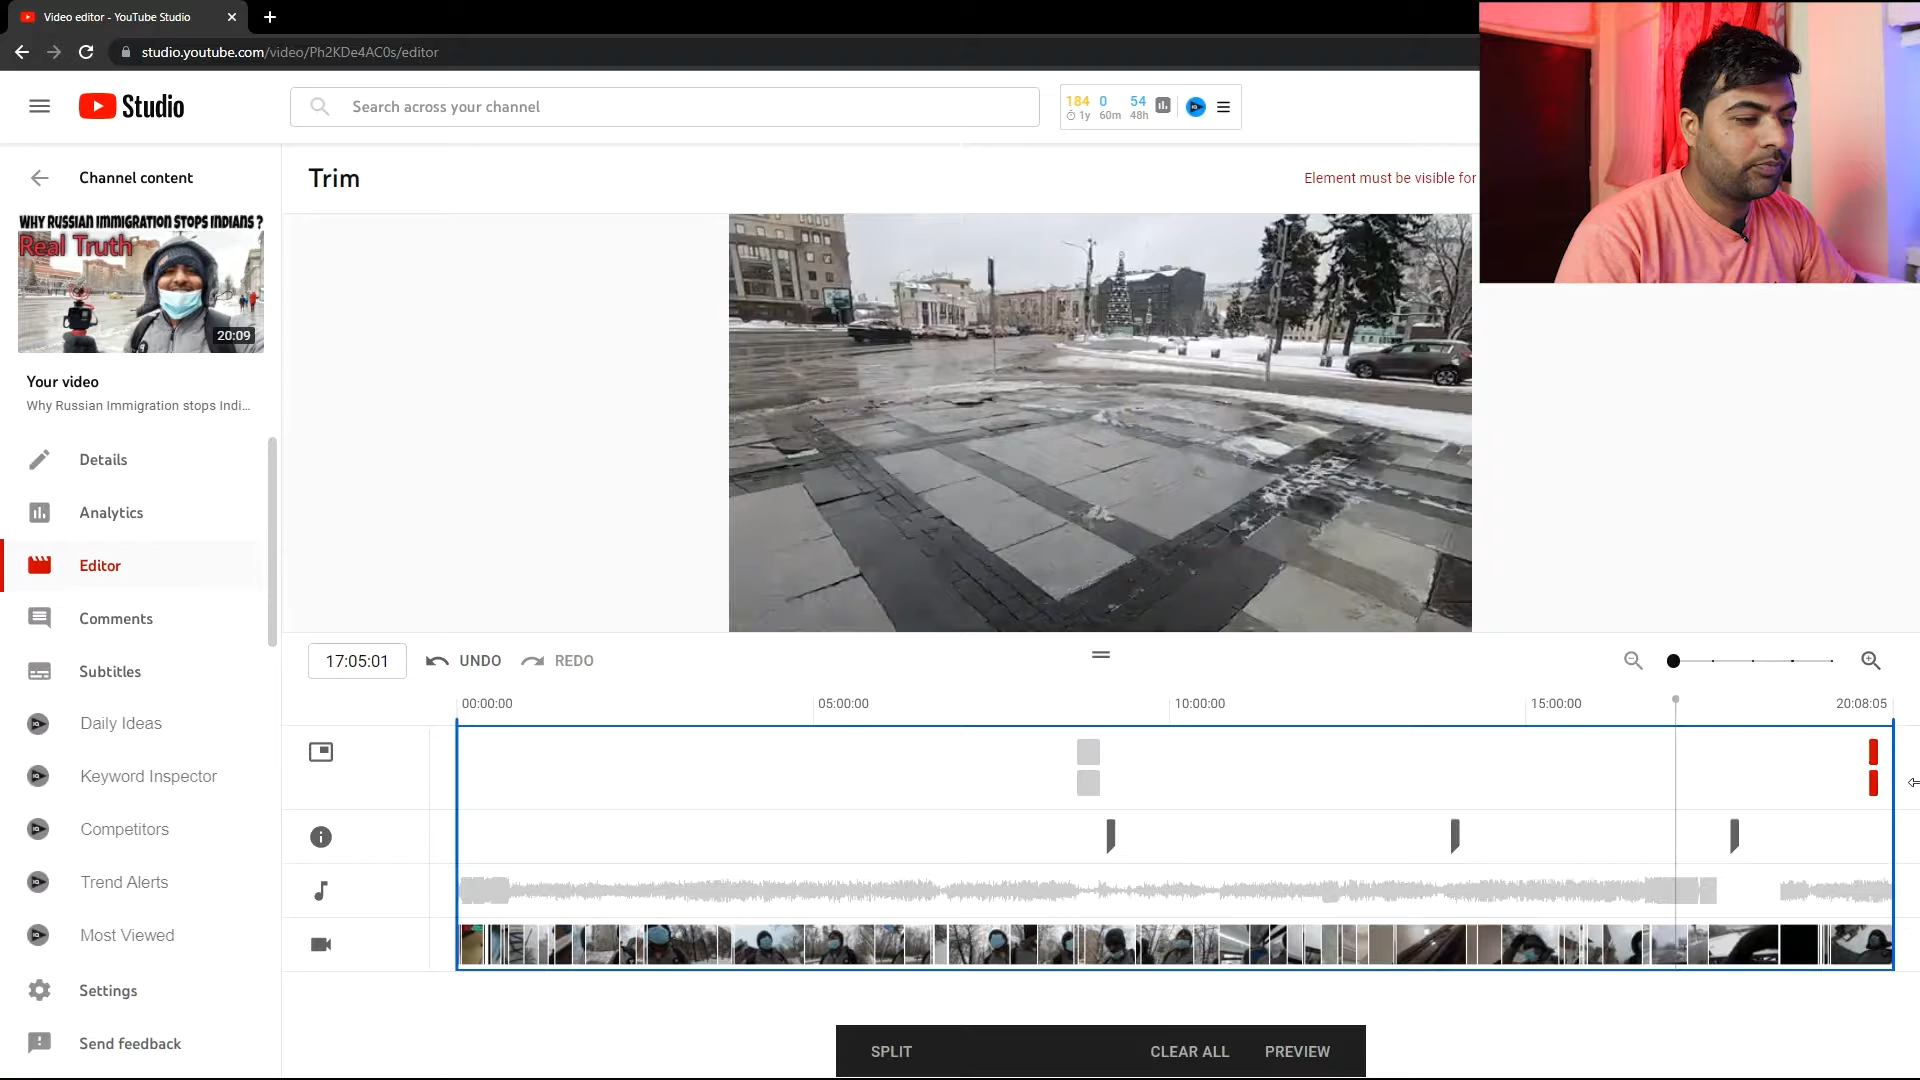 Video editor - YouTube Studio
studio.youtube.com/video/Ph2KDe4AC0s/editor
Studio
Search across your channel
184 0 54
1y 60m 48h
Channel content
Trim
Element must be visible for
WHY RUSSIAN IMMIGRATION STOPS INDIANS ?
Real Truth
20:09
Your video
Why Russian Immigration stops Indi...
Details
Analytics
Editor
Comments
Subtitles
Daily Ideas
Keyword Inspector
Competitors
Trend Alerts
Most Viewed
Settings
Send feedback
17:05:01 UNDO REDO
00:00:00 05:00:00 10:00:00 15:00:00 20:08:05
SPLIT CLEAR ALL PREVIEW